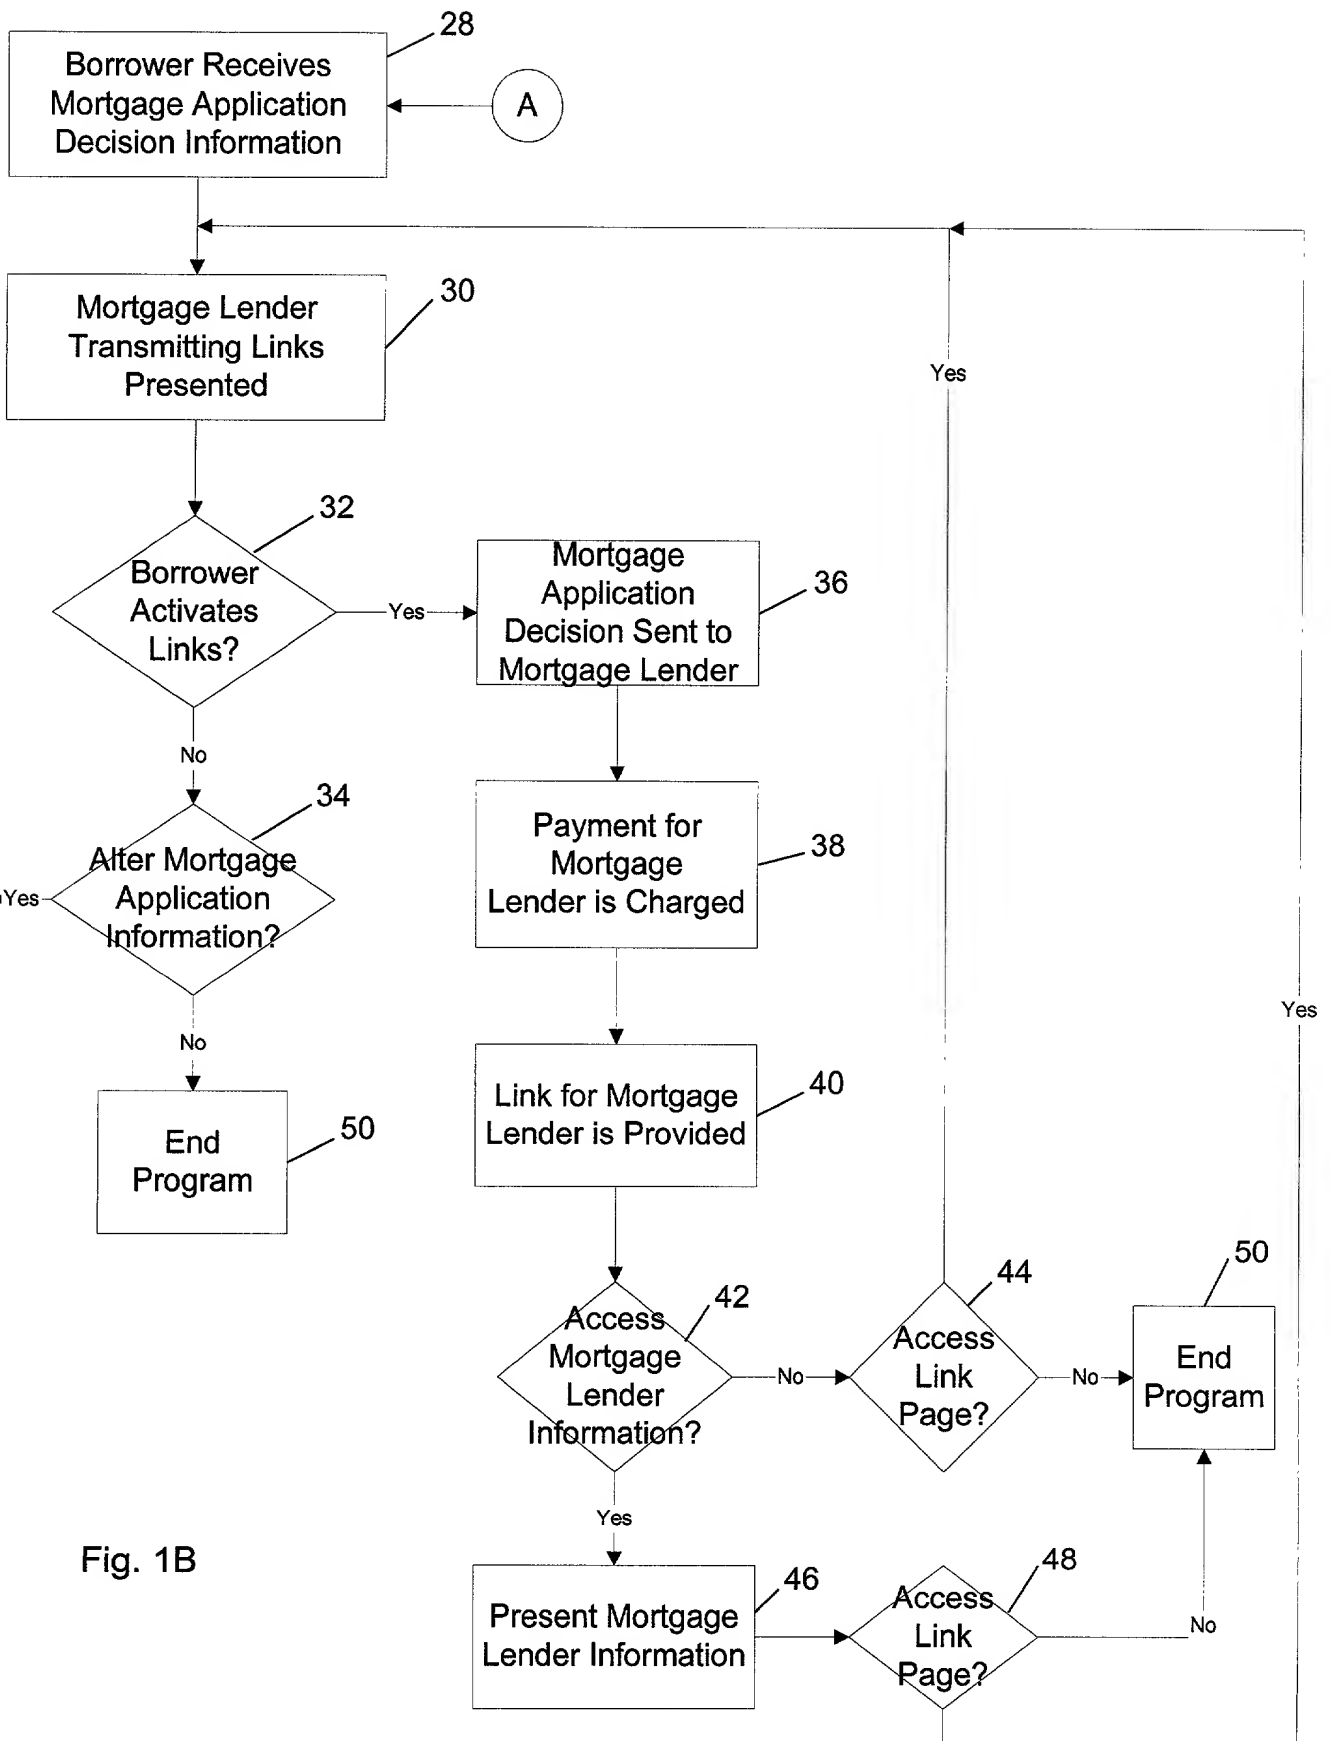 28
Borrower Receives
Mortgage Application
Decision Information
A
30
Mortgage Lender
Transmitting Links
Presented
Yes
32
Borrower
Activates
Links?
Yes
Mortgage
Application
Decision Sent to
Mortgage Lender
36
No
34
Alter Mortgage
Application
Information?
Yes
Payment for
Mortgage
Lender is Charged
38
Yes
No
Link for Mortgage
Lender is Provided
40
End
Program
50
Access
Mortgage
Lender
Information?
42
No
Access
Link
Page?
44
No
End
Program
50
Yes
Fig. 1B
Present Mortgage
Lender Information
46
Access
Link
Page?
48
No